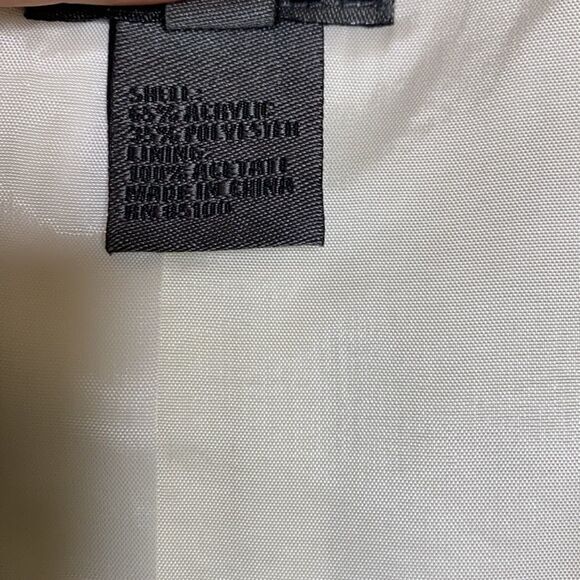 SHELL:
65% ACRYLIC
35% POLYESTER
LINING:
100% ACETATE
MADE IN CHINA
RN 85100